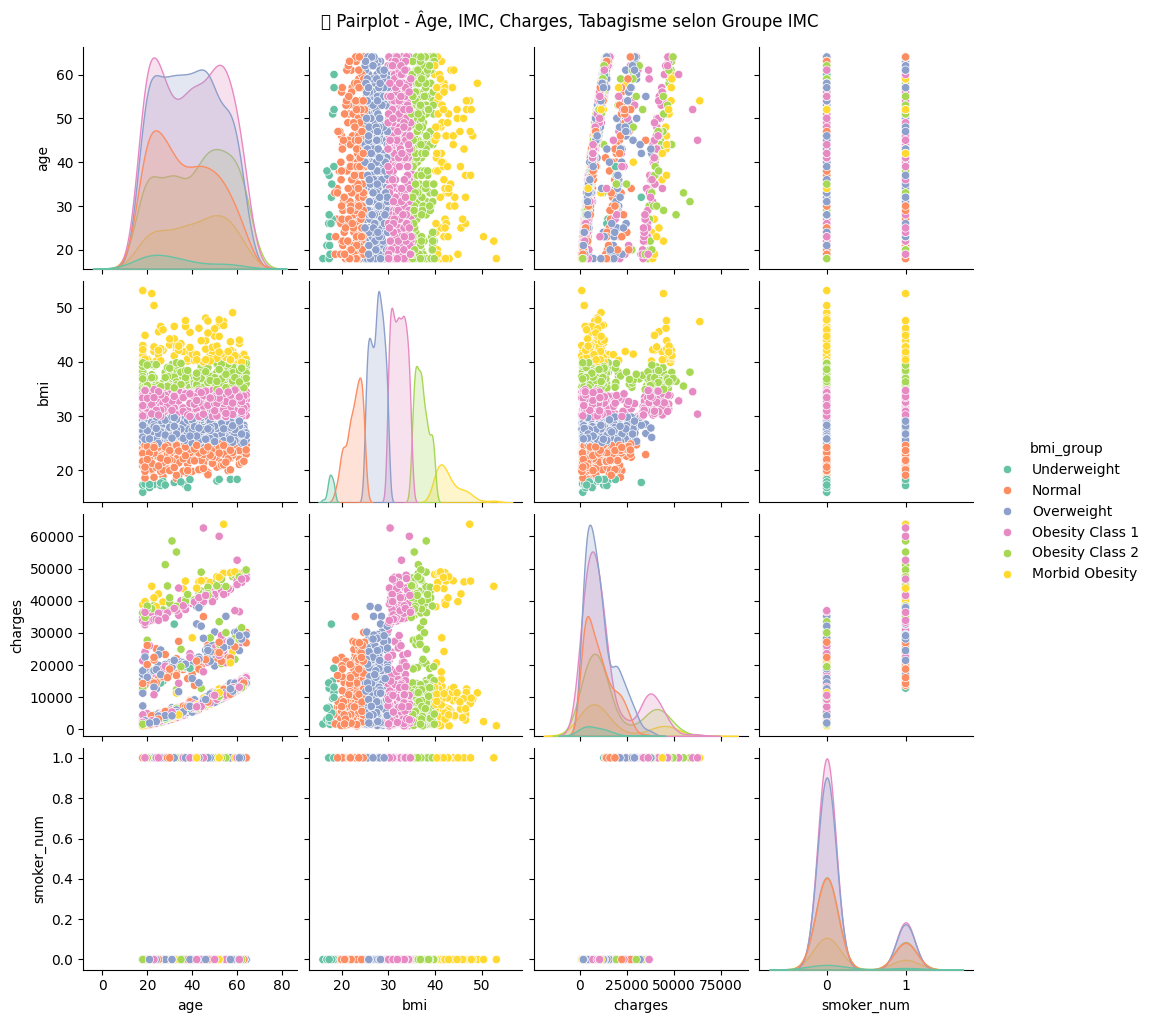 Pairplot - Âge, IMC, Charges, Tabagisme selon Groupe IMC
60
50
40
30
20
age
50
40
30
20
bmi
60000
50000
40000
30000
20000
10000
0
charges
1.0
0.8
0.6
0.4
0.2
0.0
smoker_num
0 20 40 60 80
age
20 30 40 50
bmi
0 25000 50000 75000
charges
0 1
smoker_num
bmi_group
Underweight
Normal
Overweight
Obesity Class 1
Obesity Class 2
Morbid Obesity